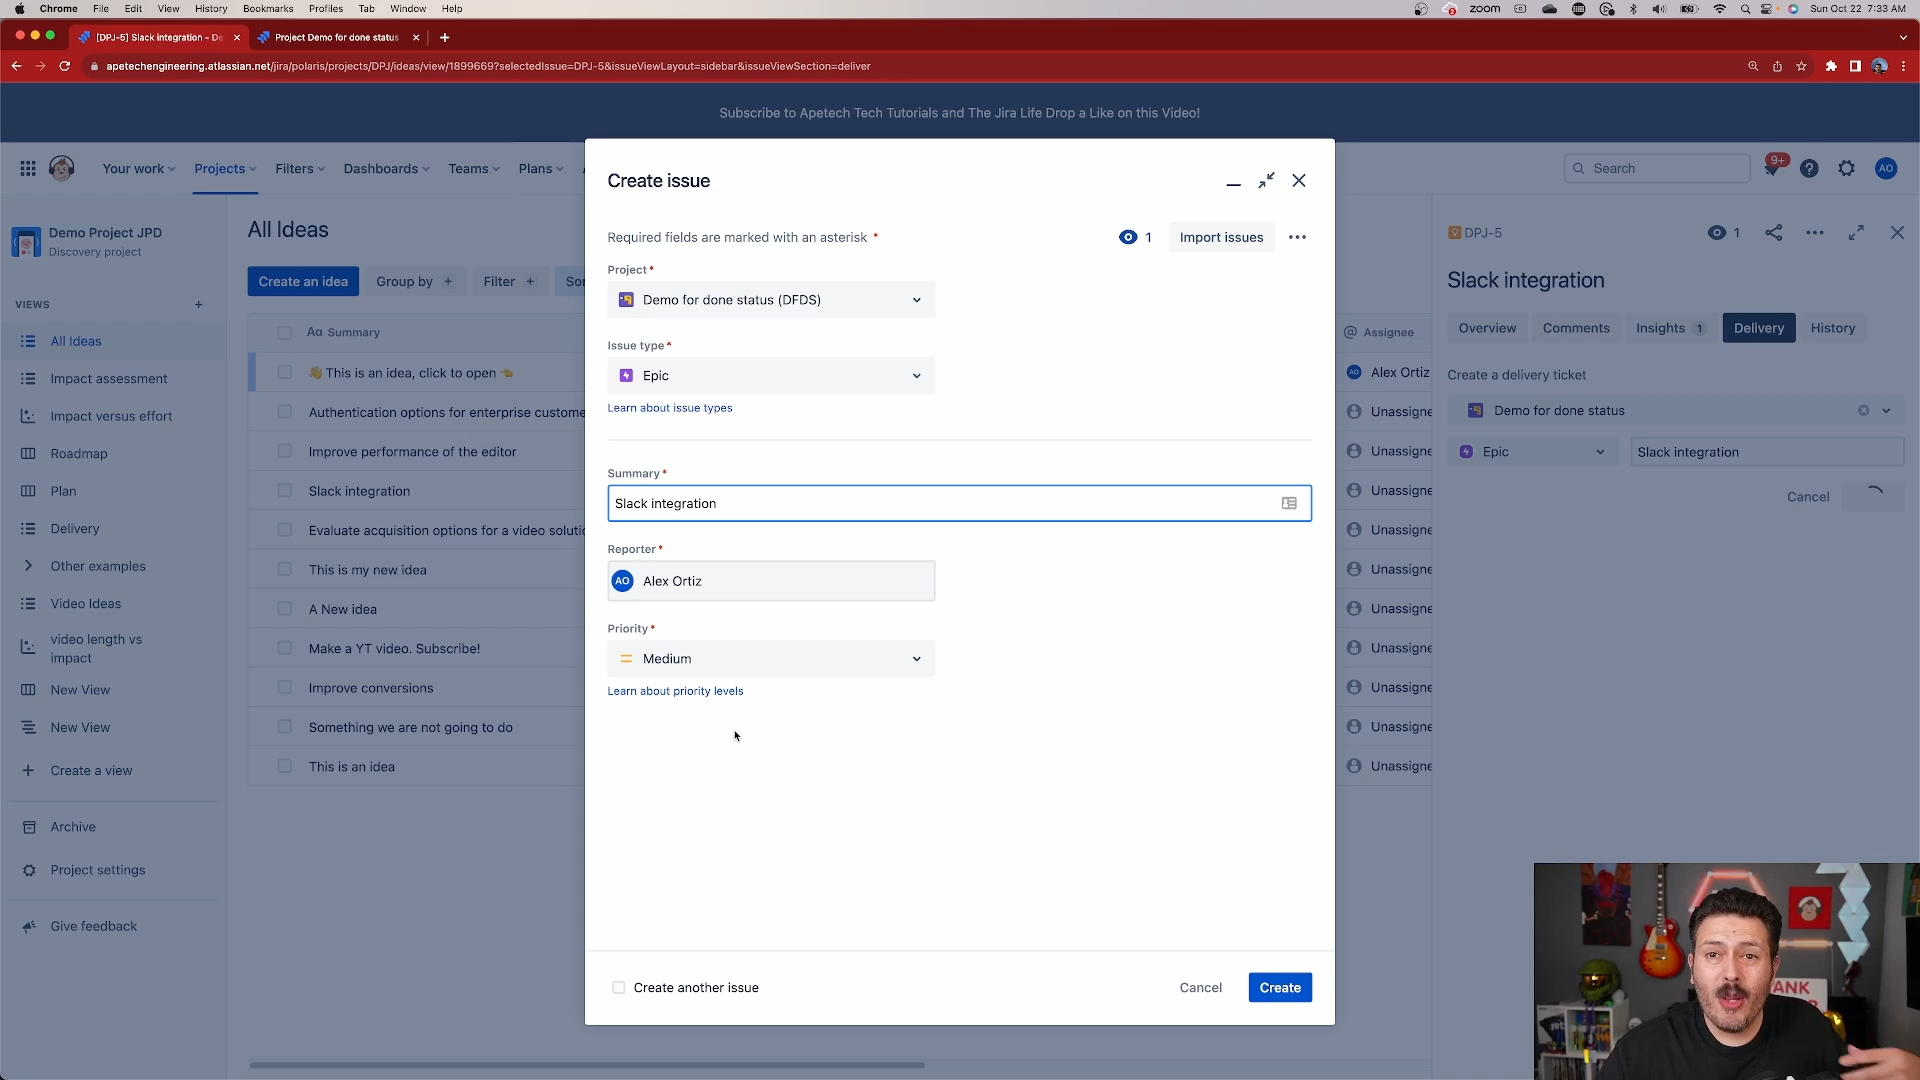 Chrome File Edit View History Bookmarks Profiles Tab Window Help
zoom Sun Oct 22 7:33 AM
[DPJ-5] Slack integration - De
Project Demo for done status
apetechengineering.atlassian.net/jira/polaris/projects/DPJ/ideas/view/1899669?selectedIssue=DPJ-5&issueViewLayout=sidebar&issueViewSection=deliver
Subscribe to Apetech Tech Tutorials and The Jira Life Drop a Like on this Video!
Your work Projects Filters Dashboards Teams Plans
Search
9+
AO
Demo Project JPD
Discovery project
VIEWS
All Ideas
Impact assessment
Impact versus effort
Roadmap
Plan
Delivery
Other examples
Video Ideas
video length vs
impact
New View
New View
Create a view
Archive
Project settings
Give feedback
All Ideas
Create an idea Group by + Filter + Sor
Aa Summary
👋 This is an idea, click to open 👈
Authentication options for enterprise custome
Improve performance of the editor
Slack integration
Evaluate acquisition options for a video soluti
This is my new idea
A New idea
Make a YT video. Subscribe!
Improve conversions
Something we are not going to do
This is an idea
Create issue
Required fields are marked with an asterisk *
1 Import issues
Project*
Demo for done status (DFDS)
Issue type*
Epic
Learn about issue types
Summary*
Slack integration
Reporter*
AO Alex Ortiz
Priority*
Medium
Learn about priority levels
Create another issue
Cancel Create
@ Assignee
AO Alex Ortiz
Unassigne
Unassigne
Unassigne
Unassigne
Unassigne
Unassigne
Unassigne
Unassigne
Unassigne
Unassigne
DPJ-5
1
Slack integration
Overview Comments Insights 1 Delivery History
Create a delivery ticket
Demo for done status
Epic
Slack integration
Cancel